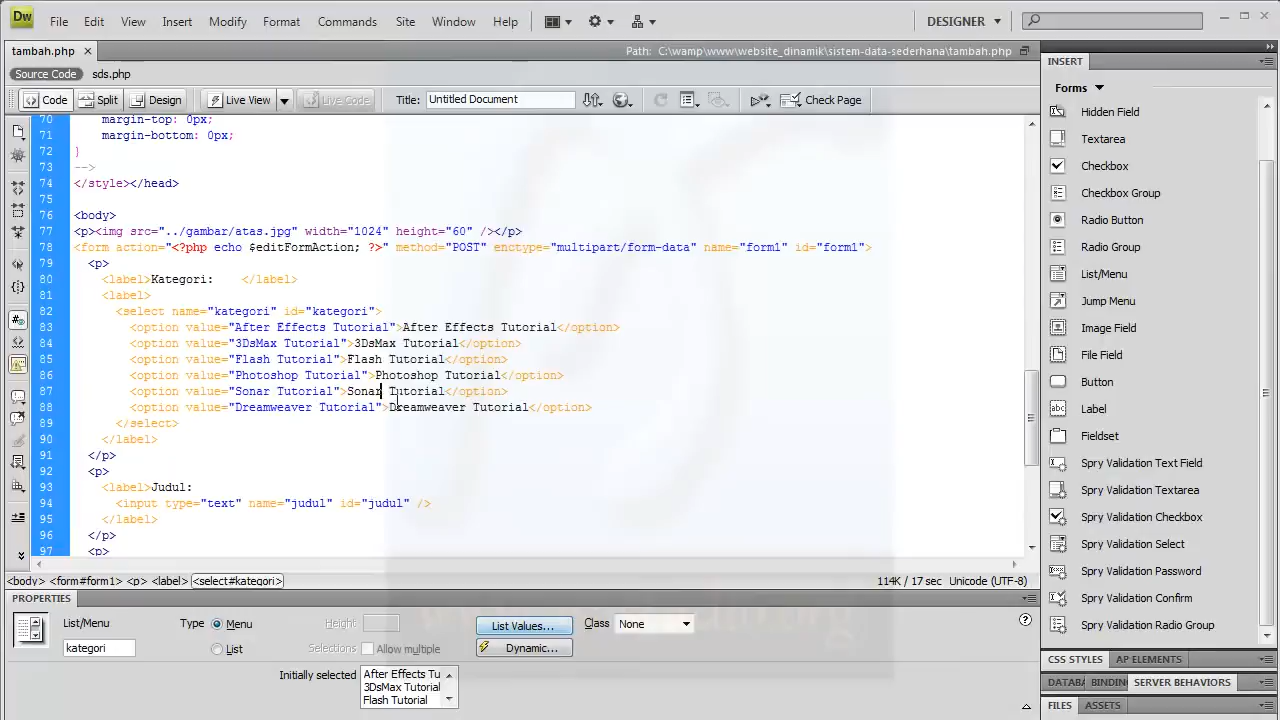 Dw File Edit View Insert Modify Format Commands Site Window Help DESIGNER
tambah.php Path: C:\wamp\www\website_dinamik\sistem-data-sederhana\tambah.php
Source Code sds.php
Code Split Design Live View Live Code Title: Untitled Document Check Page
70 margin-top: 0px;
71 margin-bottom: 0px;
72 }
73 -->
74 </style></head>
75
76 <body>
77 <p><img src="../gambar/atas.jpg" width="1024" height="60" /></p>
78 <form action="<?php echo $editFormAction; ?>" method="POST" enctype="multipart/form-data" name="form1" id="form1">
79 <p>
80 <label>Kategori: </label>
81 <label>
82 <select name="kategori" id="kategori">
83 <option value="After Effects Tutorial">After Effects Tutorial</option>
84 <option value="3DsMax Tutorial">3DsMax Tutorial</option>
85 <option value="Flash Tutorial">Flash Tutorial</option>
86 <option value="Photoshop Tutorial">Photoshop Tutorial</option>
87 <option value="Sonar Tutorial">Sonar Tutorial</option>
88 <option value="Dreamweaver Tutorial">Dreamweaver Tutorial</option>
89 </select>
90 </label>
91 </p>
92 <p>
93 <label>Judul:
94 <input type="text" name="judul" id="judul" />
95 </label>
96 </p>
97 <p>
<body> <form#form1> <p> <label> <select#kategori> 114K / 17 sec Unicode (UTF-8)
PROPERTIES
List/Menu Type Menu Height List Values... Class None
kategori List Selections Allow multiple Dynamic...
Initially selected After Effects Tu
3DsMax Tutorial
Flash Tutorial
INSERT
Forms
Hidden Field
Textarea
Checkbox
Checkbox Group
Radio Button
Radio Group
List/Menu
Jump Menu
Image Field
File Field
Button
abc Label
Fieldset
Spry Validation Text Field
Spry Validation Textarea
Spry Validation Checkbox
Spry Validation Select
Spry Validation Password
Spry Validation Confirm
Spry Validation Radio Group
CSS STYLES AP ELEMENTS
DATABA BINDIN SERVER BEHAVIORS
FILES ASSETS